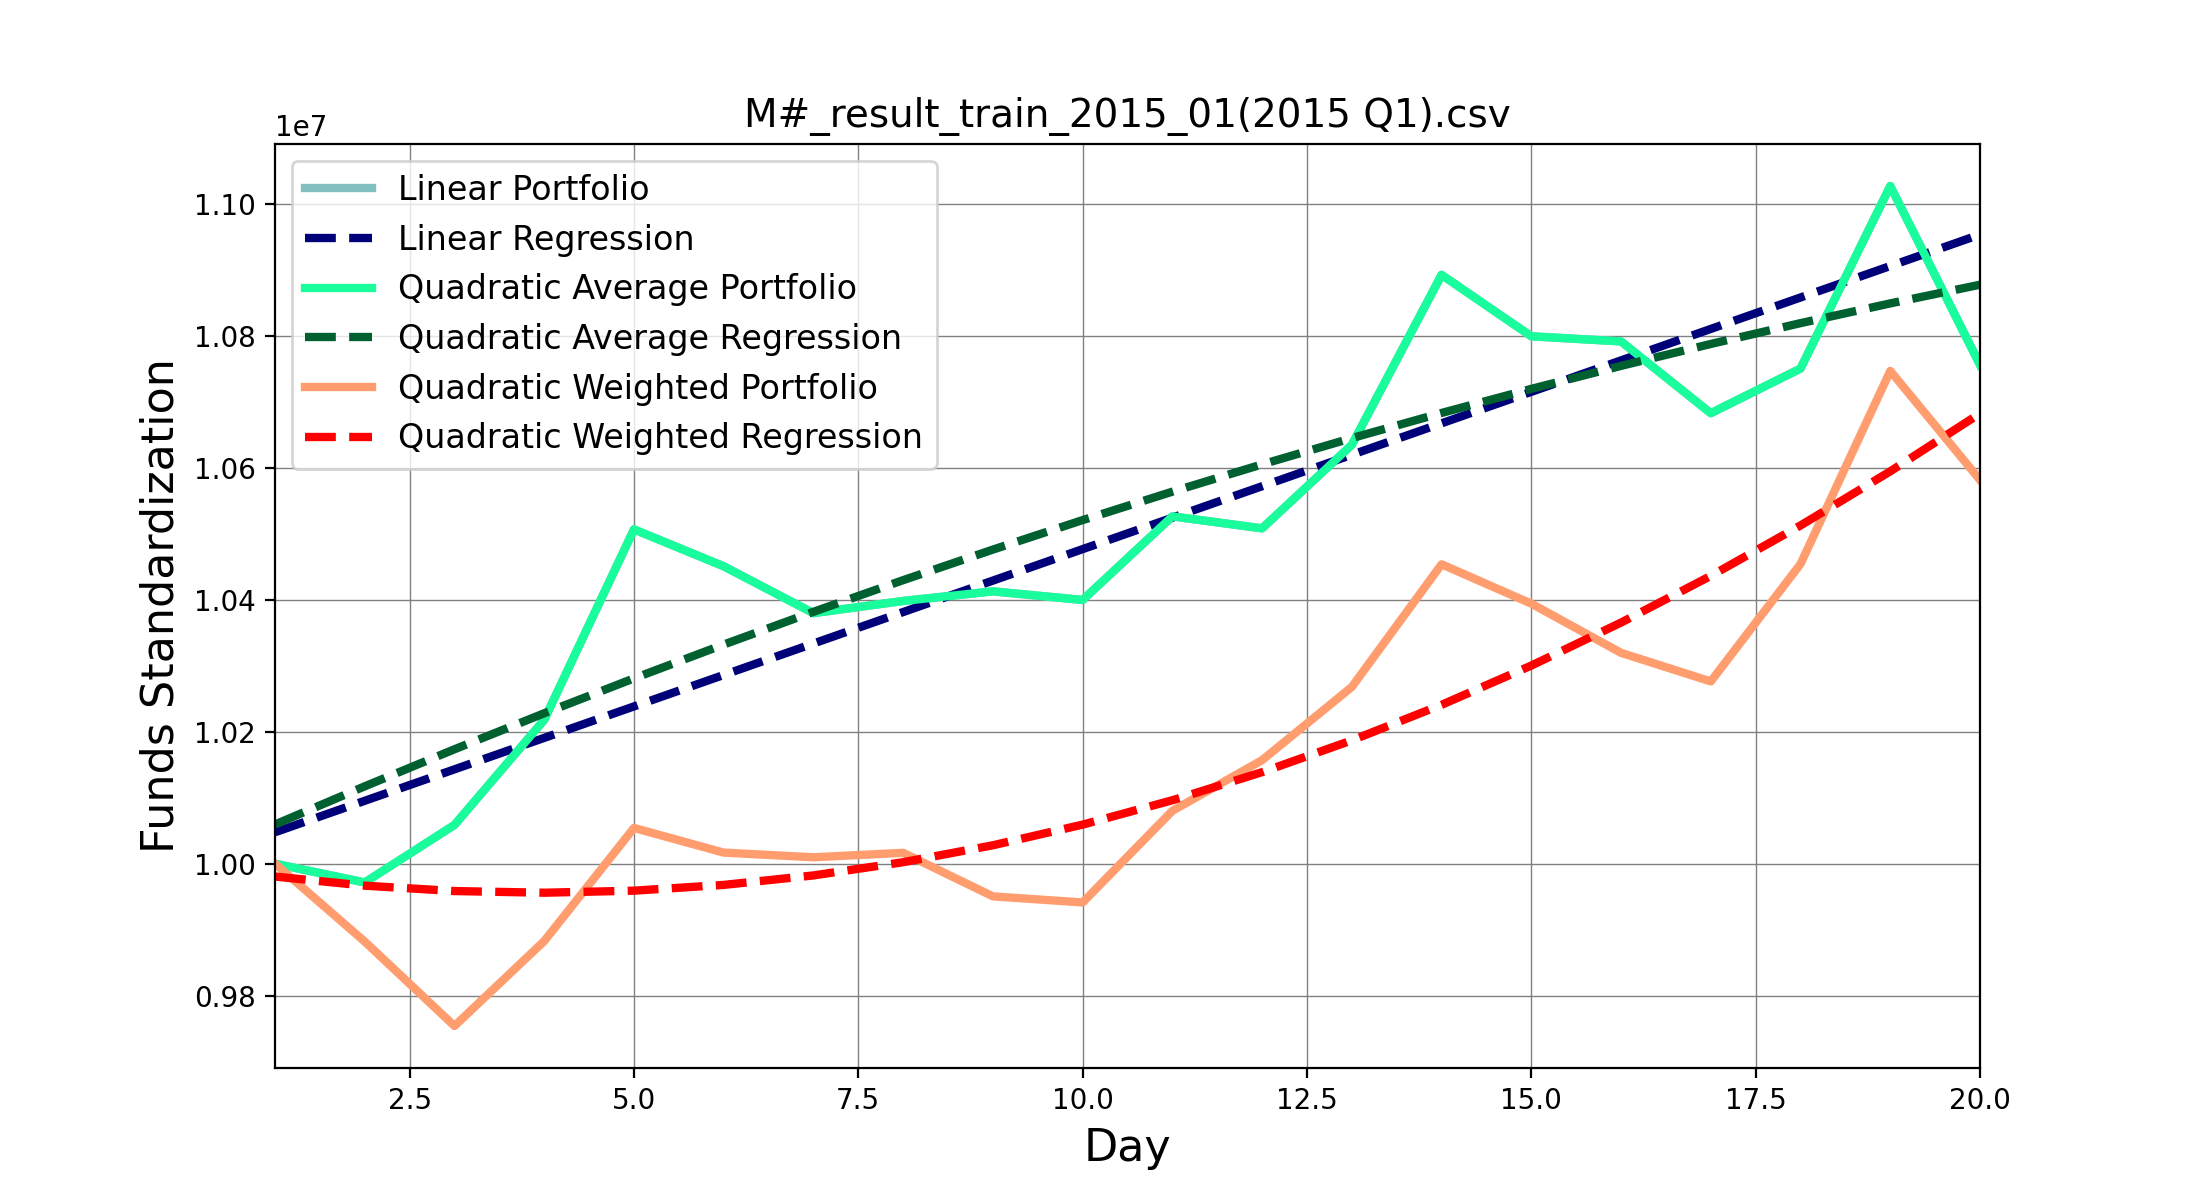 M#_result_train_2015_01(2015 Q1).csv
1e7
Linear Portfolio
Linear Regression
Quadratic Average Portfolio
Quadratic Average Regression
Quadratic Weighted Portfolio
Quadratic Weighted Regression
Funds Standardization
1.10
1.08
1.06
1.04
1.02
1.00
0.98
2.5 5.0 7.5 10.0 12.5 15.0 17.5 20.0
Day